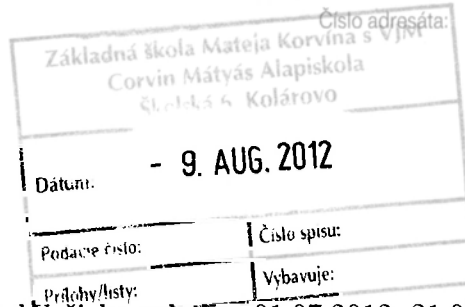 Číslo adresáta:
Základná škola Mateja Korvína s VJM
Corvin Mátyás Alapiskola
Kolárovo
Dátum: - 9. AUG. 2012
Podacie číslo: Číslo spisu:
Prílohy/listy: Vybavuje: